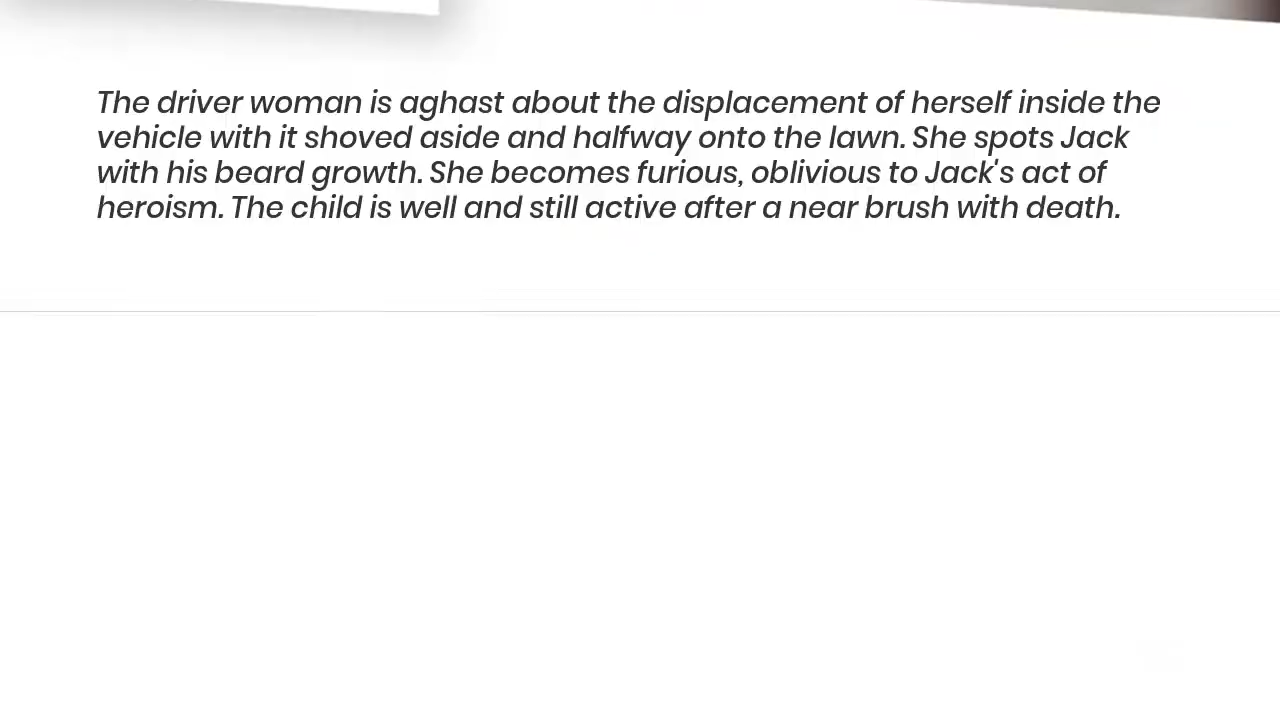 The driver woman is aghast about the displacement of herself inside the
vehicle with it shoved aside and halfway onto the lawn. She spots Jack
with his beard growth. She becomes furious, oblivious to Jack's act of
heroism. The child is well and still active after a near brush with death.